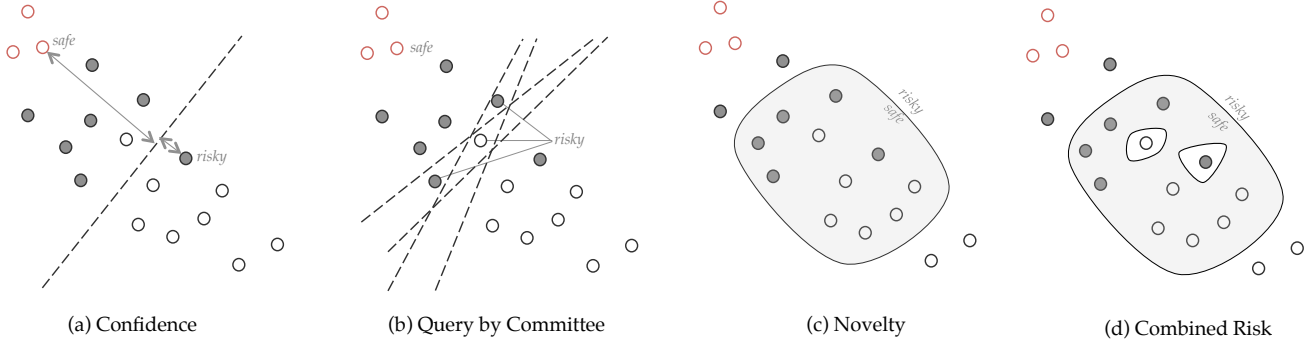 safe
risky
safe
risky
risky
safe
risky
safe
(a) Confidence
(b) Query by Committee
(c) Novelty
(d) Combined Risk